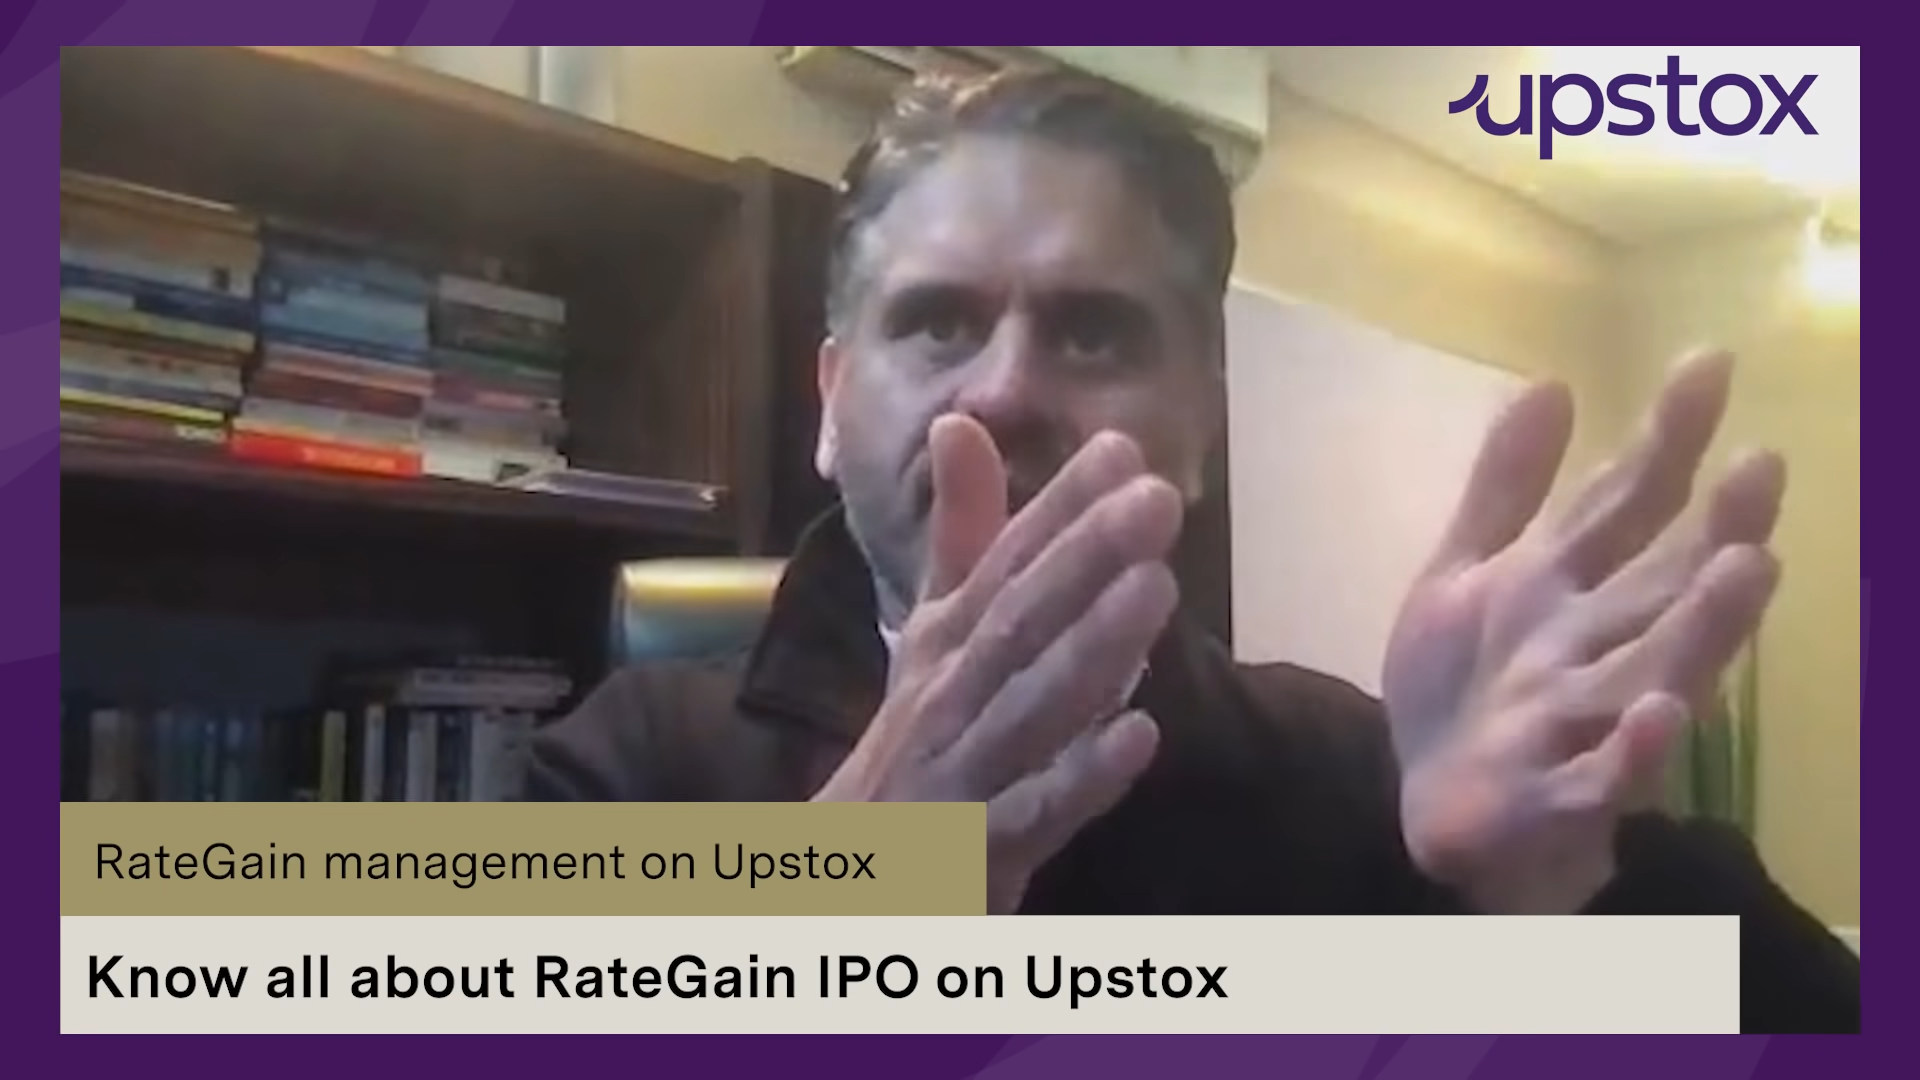 upstox
RateGain management on Upstox
Know all about RateGain IPO on Upstox